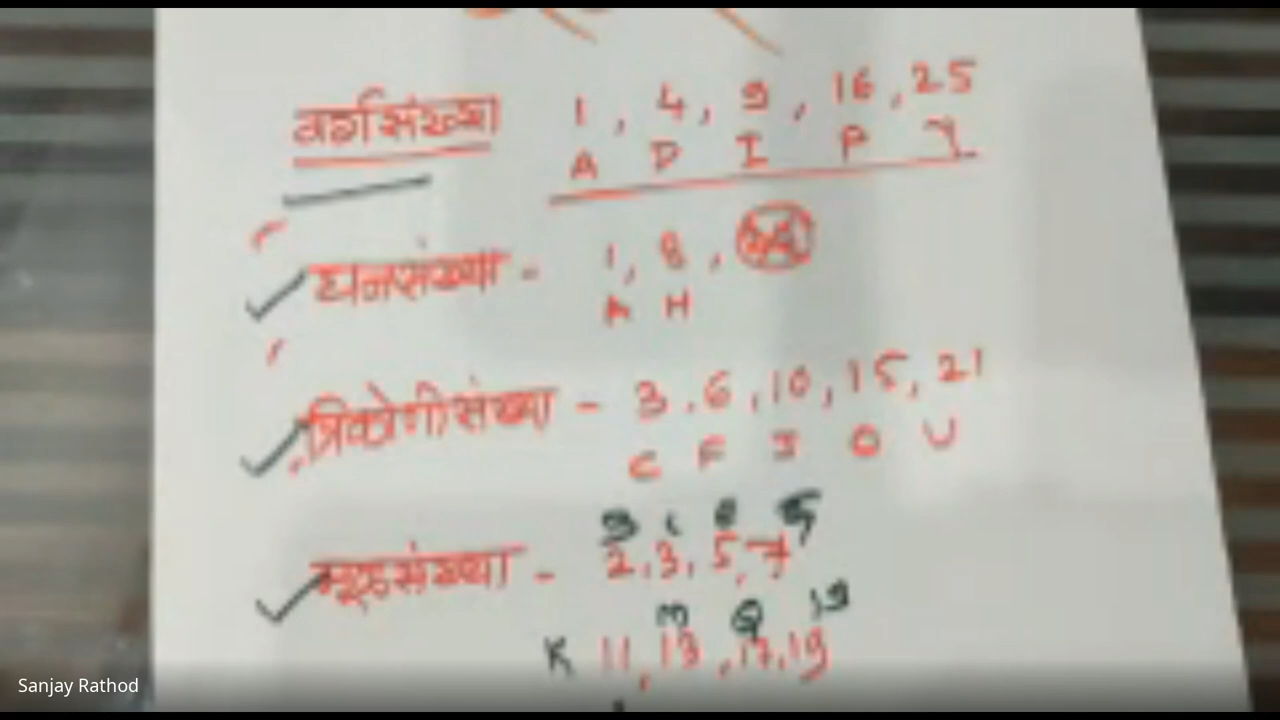 वर्गसंख्या 1, 4, 9, 16, 25
A D I P Y
घनसंख्या - 1, 8,
A H
त्रिकोणी संख्या - 3, 6, 10, 15, 21
C F J O U
मूळसंख्या - 2, 3, 5, 7
M Q 19
K 11, 13, 17, 19
Sanjay Rathod